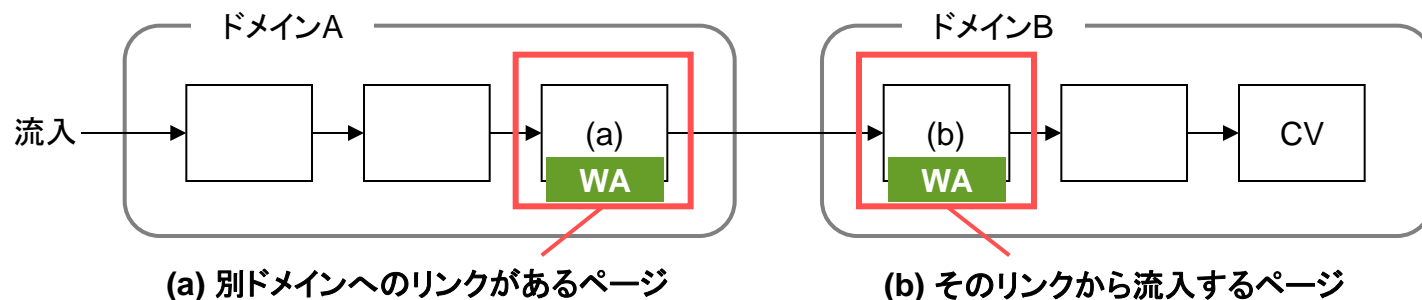 ドメインA
ドメインB
流入
(a)
WA
(b)
WA
CV
(a) 別ドメインへのリンクがあるページ
(b) そのリンクから流入するページ